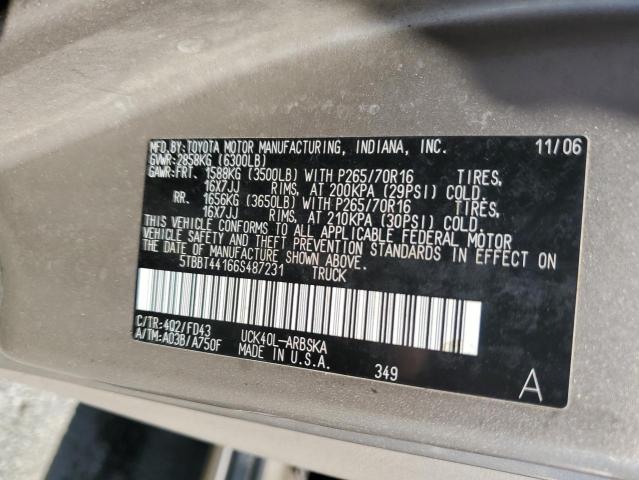 MFD.BY:TOYOTA MOTOR MANUFACTURING, INDIANA, INC. 11/06
GVWR:2858KG (6300LB)
GAWR:FRT. 1588KG (3500LB) WITH P265/70R16 TIRES,
16X7JJ RIMS, AT 200KPA (29PSI) COLD.
RR. 1656KG (3650LB) WITH P265/70R16 TIRES,
16X7JJ RIMS, AT 210KPA (30PSI) COLD.
THIS VEHICLE CONFORMS TO ALL APPLICABLE FEDERAL MOTOR
VEHICLE SAFETY AND THEFT PREVENTION STANDARDS IN EFFECT
ON THE DATE OF MANUFACTURE SHOWN ABOVE.
5TBBT44166S487231 TRUCK
C/TR:4Q2/FD43 UCK40L-ARBSKA
A/TM:A03B/A750F MADE IN U.S.A.
349
A